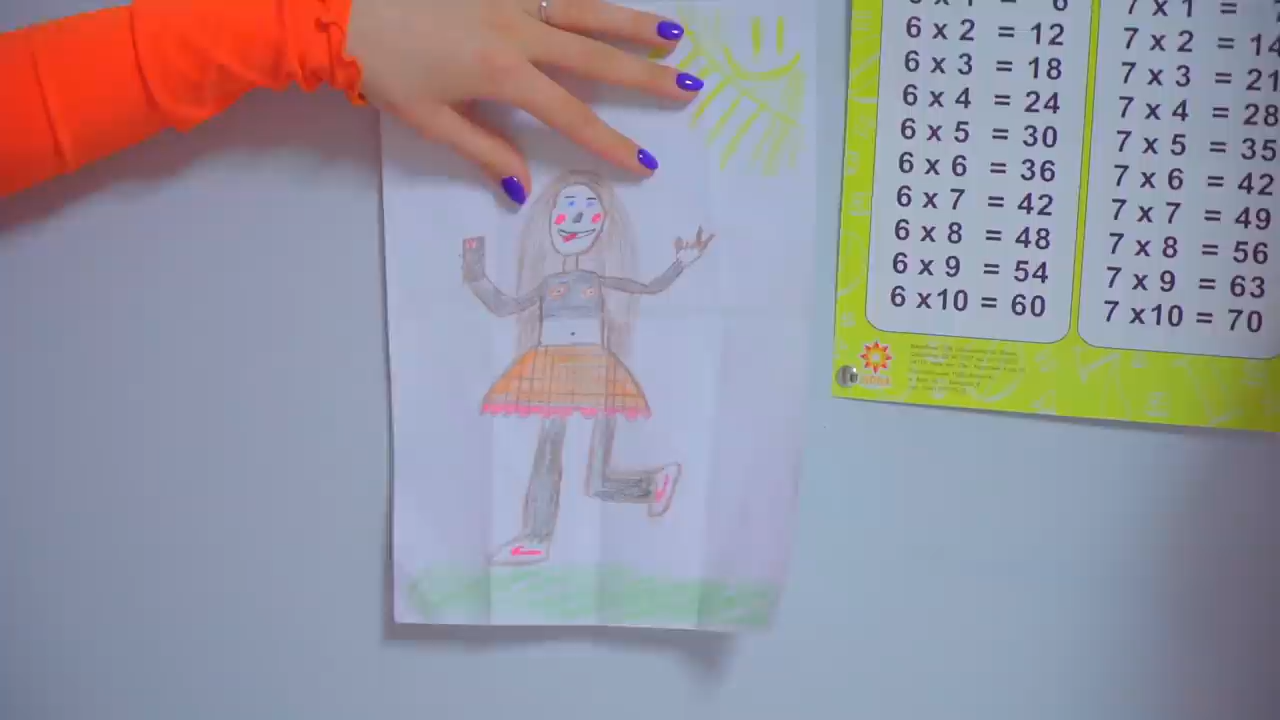 6 x 2 = 12
6 x 3 = 18
6 x 4 = 24
6 x 5 = 30
6 x 6 = 36
6 x 7 = 42
6 x 8 = 48
6 x 9 = 54
6 x10 = 60
7 x 1 =
7 x 2 = 14
7 x 3 = 21
7 x 4 = 28
7 x 5 = 35
7 x 6 = 42
7 x 7 = 49
7 x 8 = 56
7 x 9 = 63
7 x10 = 70